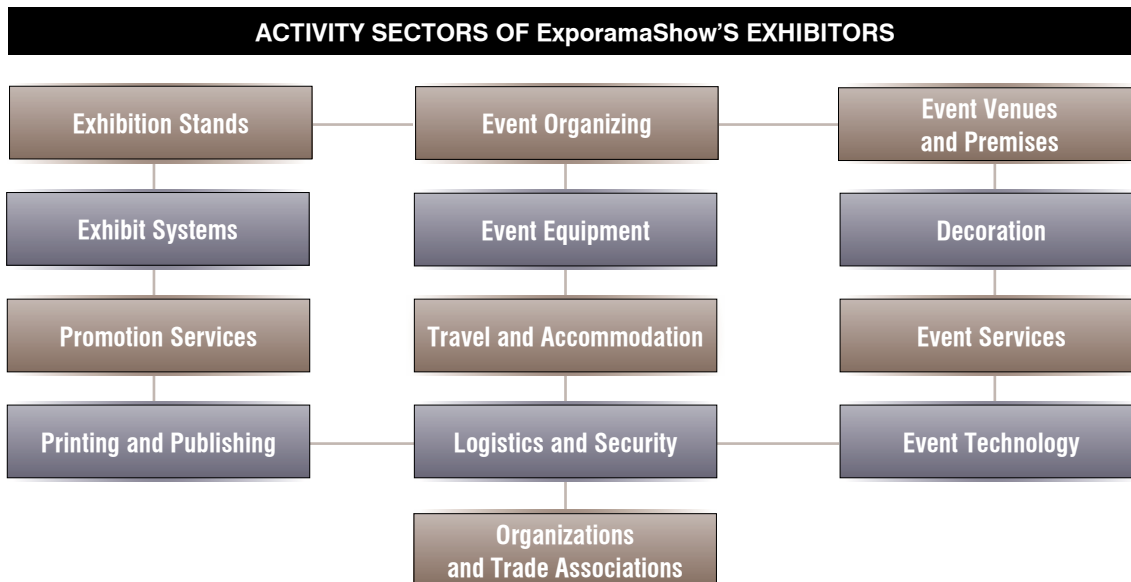 ACTIVITY SECTORS OF ExporamaShow’S EXHIBITORS
Exhibition Stands
Event Organizing
Event Venues
and Premises
Exhibit Systems
Event Equipment
Decoration
Promotion Services
Travel and Accommodation
Event Services
Printing and Publishing
Logistics and Security
Event Technology
Organizations
and Trade Associations